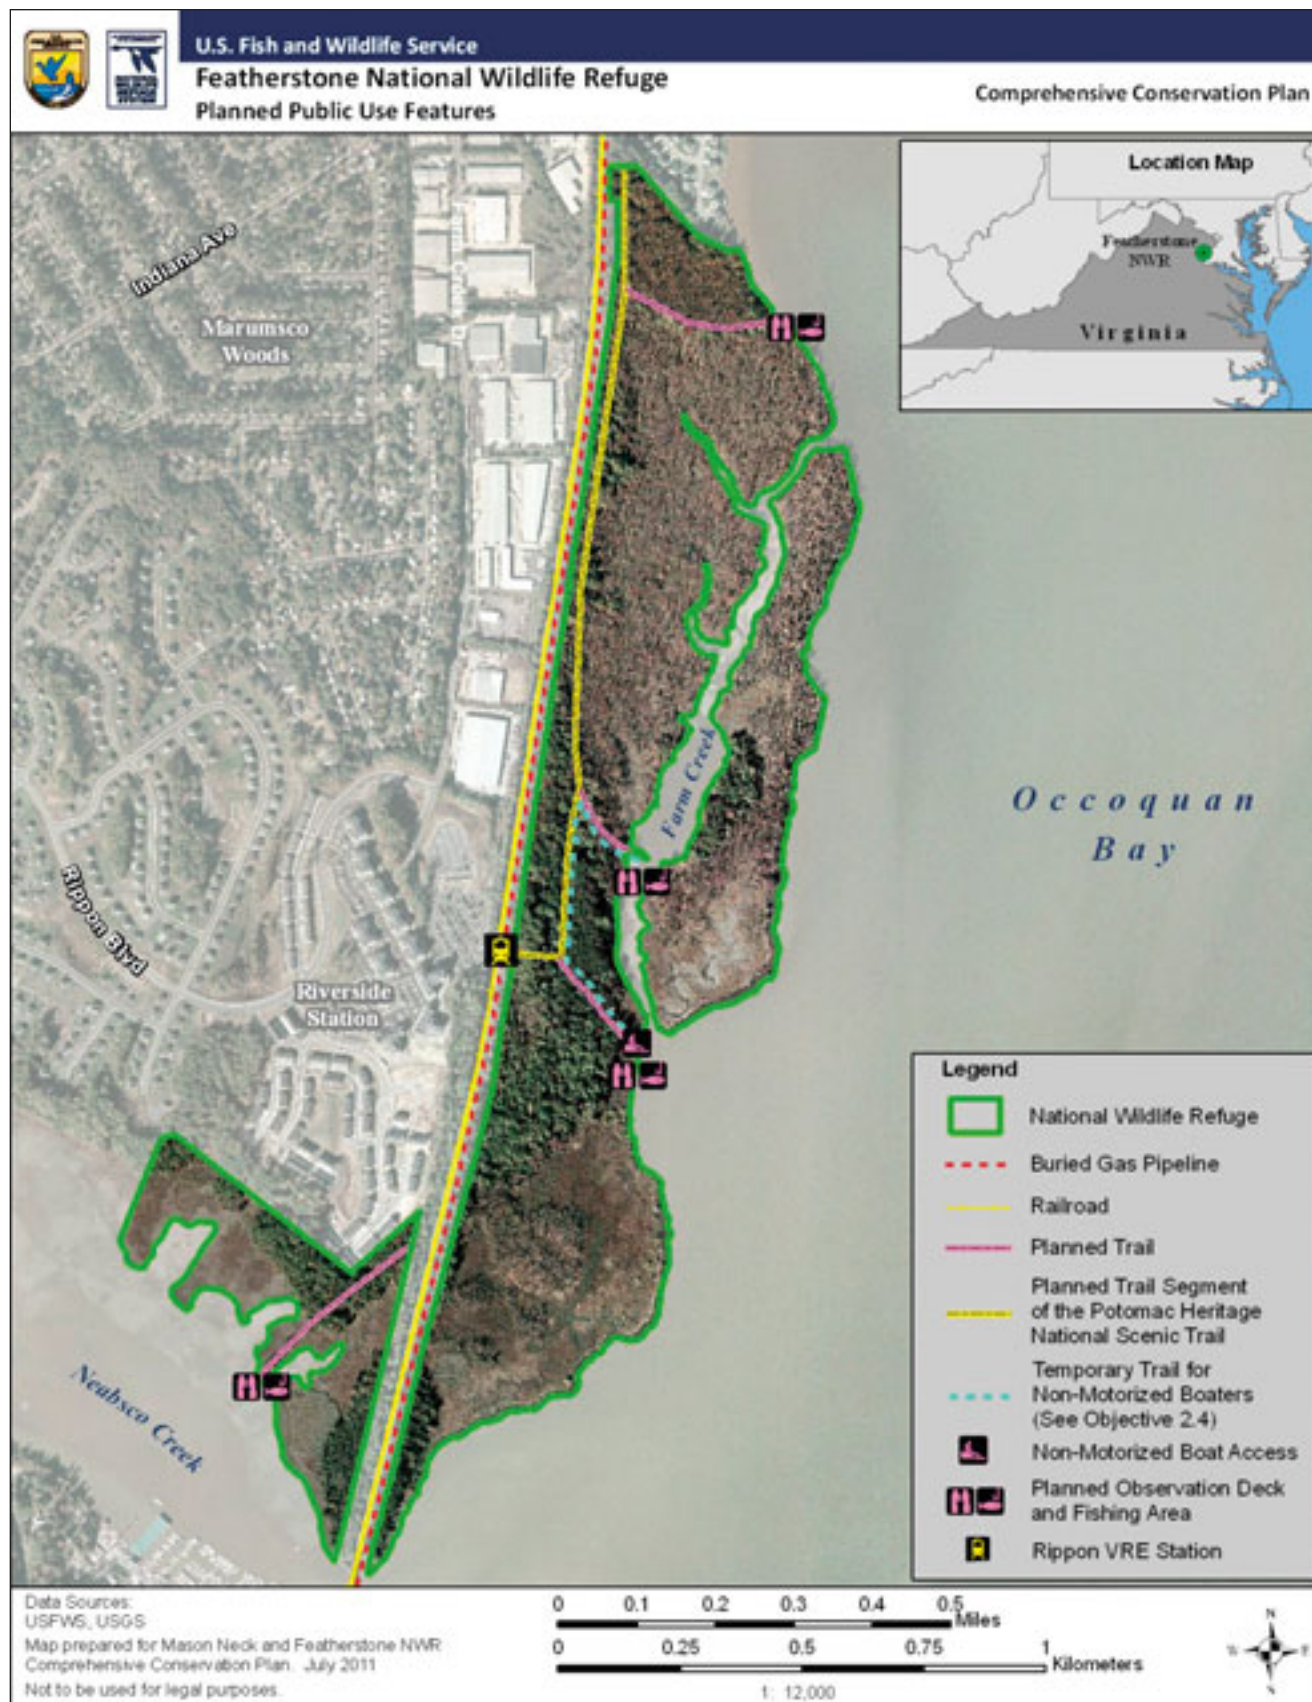 U.S. Fish and Wildlife Service
Featherstone National Wildlife Refuge
Planned Public Use Features
Comprehensive Conservation Plan
Location Map
Featherstone
NWR
Virginia
Indiana Ave
Marumsco
Woods
Farm Creek
Occoquan
Bay
Rippon Blvd
Riverside
Station
Neabsco Creek
Legend
National Wildlife Refuge
Buried Gas Pipeline
Railroad
Planned Trail
Planned Trail Segment
of the Potomac Heritage
National Scenic Trail
Temporary Trail for
Non-Motorized Boaters
(See Objective 2.4)
Non-Motorized Boat Access
Planned Observation Deck
and Fishing Area
Rippon VRE Station
Data Sources:
USFWS, USGS
Map prepared for Mason Neck and Featherstone NWR
Comprehensive Conservation Plan. July 2011
Not to be used for legal purposes.
0 0.1 0.2 0.3 0.4 0.5
Miles
0 0.25 0.5 0.75 1
Kilometers
1: 12,000
N
W E